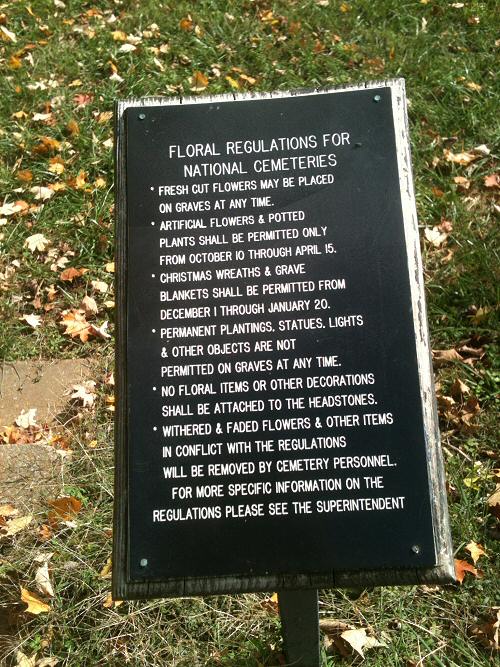 FLORAL REGULATIONS FOR
NATIONAL CEMETERIES
• FRESH CUT FLOWERS MAY BE PLACED
ON GRAVES AT ANY TIME.
• ARTIFICIAL FLOWERS & POTTED
PLANTS SHALL BE PERMITTED ONLY
FROM OCTOBER 10 THROUGH APRIL 15.
• CHRISTMAS WREATHS & GRAVE
BLANKETS SHALL BE PERMITTED FROM
DECEMBER 1 THROUGH JANUARY 20.
• PERMANENT PLANTINGS, STATUES, LIGHTS
& OTHER OBJECTS ARE NOT
PERMITTED ON GRAVES AT ANY TIME.
• NO FLORAL ITEMS OR OTHER DECORATIONS
SHALL BE ATTACHED TO THE HEADSTONES.
• WITHERED & FADED FLOWERS & OTHER ITEMS
IN CONFLICT WITH THE REGULATIONS
WILL BE REMOVED BY CEMETERY PERSONNEL.
FOR MORE SPECIFIC INFORMATION ON THE
REGULATIONS PLEASE SEE THE SUPERINTENDENT